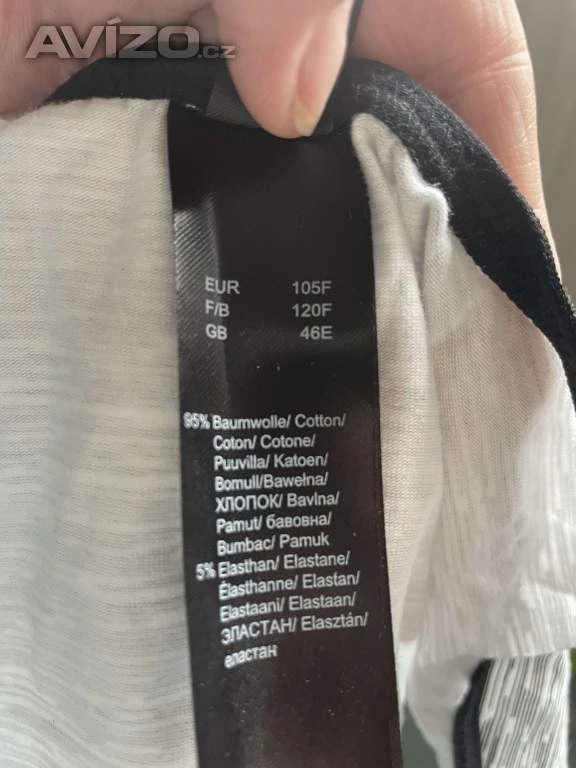 AVÍZO.cz
EUR 105F
F/B 120F
GB 46E
95% Baumwolle/ Cotton/
Coton/ Cotone/
Puuvilla/ Katoen/
Bomull/Bawełna/
ХЛОПОК/ Bavlna/
Pamut/ бавовна/
Bumbac/ Pamuk
5% Elasthan/ Elastane/
Élasthanne/ Elastan/
Elastaani/ Elastaan/
ЭЛАСТАН/ Elasztán/
еластан